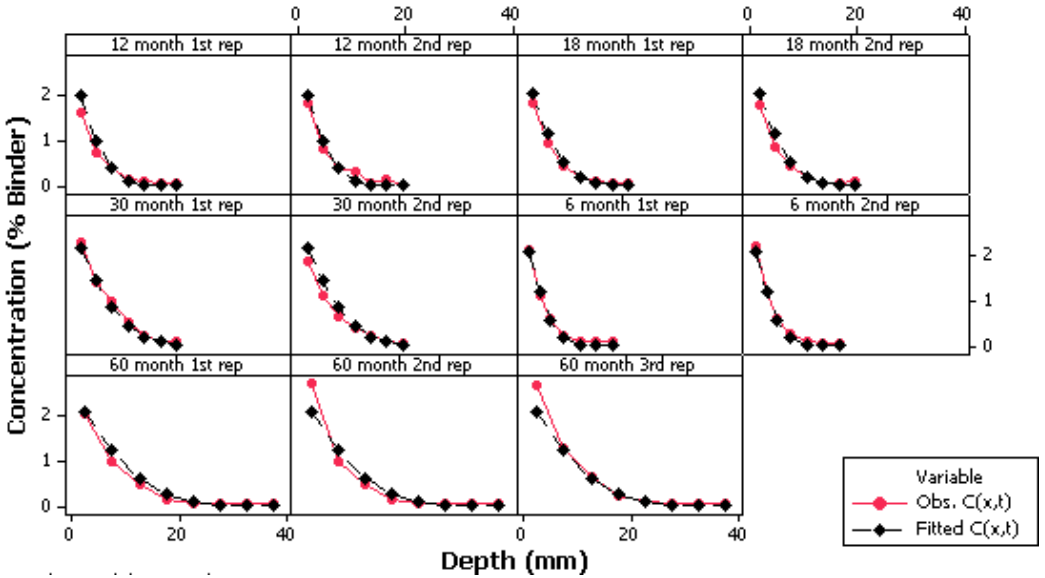 0 20 40 0 20 40
12 month 1st rep 12 month 2nd rep 18 month 1st rep 18 month 2nd rep
2
1
0
30 month 1st rep 30 month 2nd rep 6 month 1st rep 6 month 2nd rep
2
1
0
60 month 1st rep 60 month 2nd rep 60 month 3rd rep
2
1
0
0 20 40 0 20 40
Concentration (% Binder)
Depth (mm)
Variable
Obs. C(x,t)
Fitted C(x,t)